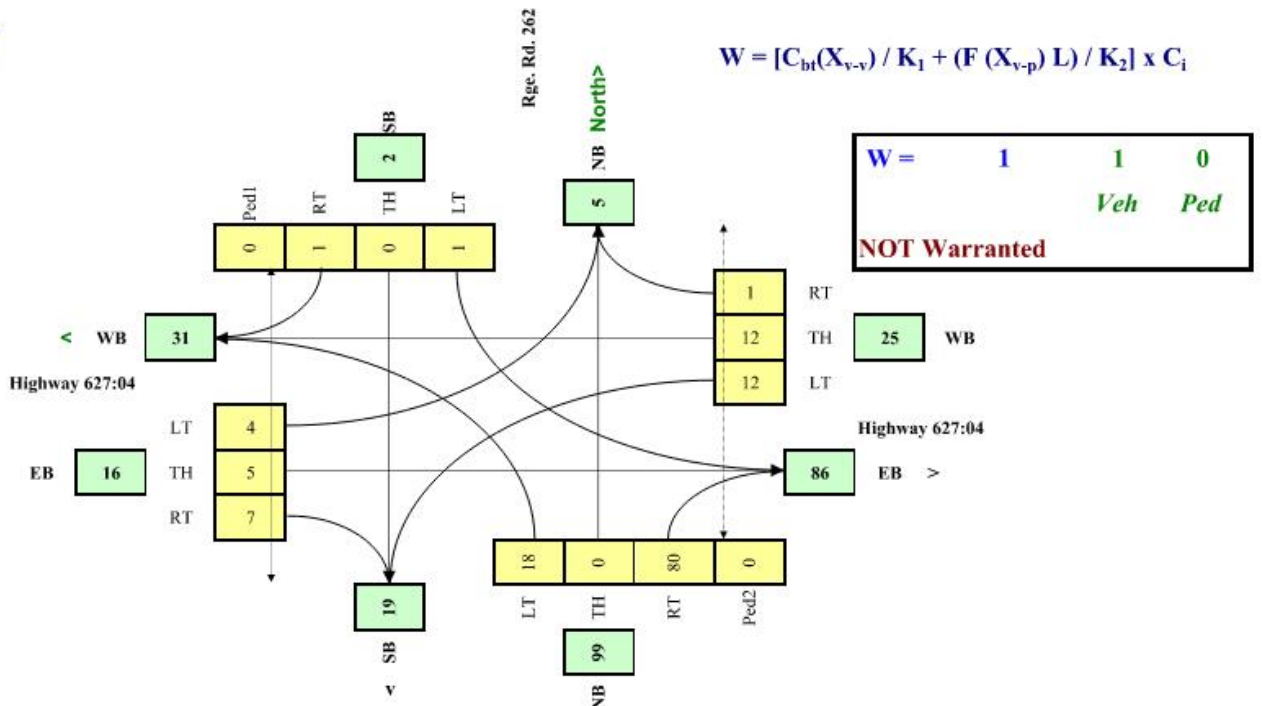 Rge. Rd. 262
W = [Cbt(Xv-v) / K1 + (F (Xv-p) L) / K2] x Ci
SB
2
NB North>
5
Ped1 RT TH LT
0 1 0 1
W = 1 1 0
Veh Ped
NOT Warranted
< WB 31
Highway 627:04
1 RT
12 TH
12 LT
25 WB
LT 4
TH 5
RT 7
EB 16
Highway 627:04
86 EB >
18 0 80 0
LT TH RT Ped2
19
SB
v
99
NB